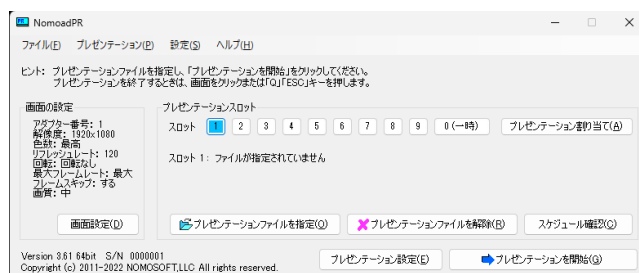 NomoadPR
ファイル(F) プレゼンテーション(P) 設定(S) ヘルプ(H)
ヒント: プレゼンテーションファイルを指定し、「プレゼンテーションを開始」をクリックしてください。
プレゼンテーションを終了するときは、画面をクリックまたは「Q」「ESC」キーを押します。
画面の設定
アダプター番号: 1
解像度: 1920x1080
色数: 最高
リフレッシュレート: 120
回転: 回転なし
最大フレームレート: 最大
フレームスキップ: する
画質: 中
画面設定(D)
プレゼンテーションスロット
スロット 1 2 3 4 5 6 7 8 9 0 (一時) プレゼンテーション割り当て(A)
スロット 1: ファイルが指定されていません
プレゼンテーションファイルを指定(O) プレゼンテーションファイルを解除(R) スケジュール確認(C)
Version 3.61 64bit S/N 0000001
Copyright (c) 2011-2022 NOMOSOFT,LLC All rights reserved.
プレゼンテーション設定(E) プレゼンテーションを開始(G)